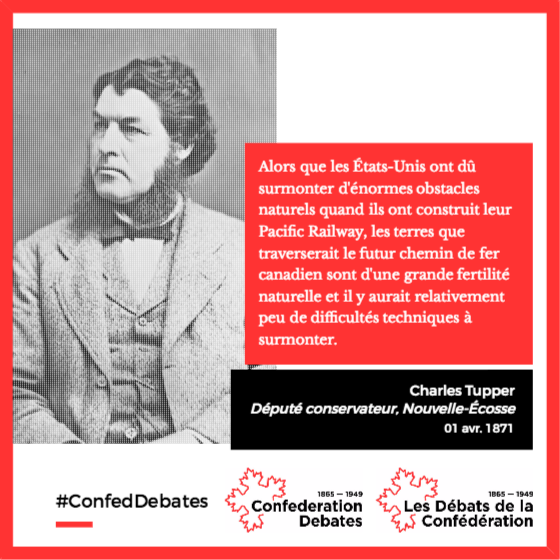 Alors que les États-Unis ont dû
surmonter d'énormes obstacles
naturels quand ils ont construit leur
Pacific Railway, les terres que
traverserait le futur chemin de fer
canadien sont d'une grande fertilité
naturelle et il y aurait relativement
peu de difficultés techniques à
surmonter.
Charles Tupper
Député conservateur, Nouvelle-Écosse
01 avr. 1871
#ConfedDebates
1865 — 1949
Confederation
Debates
1865 — 1949
Les Débats de la
Confédération